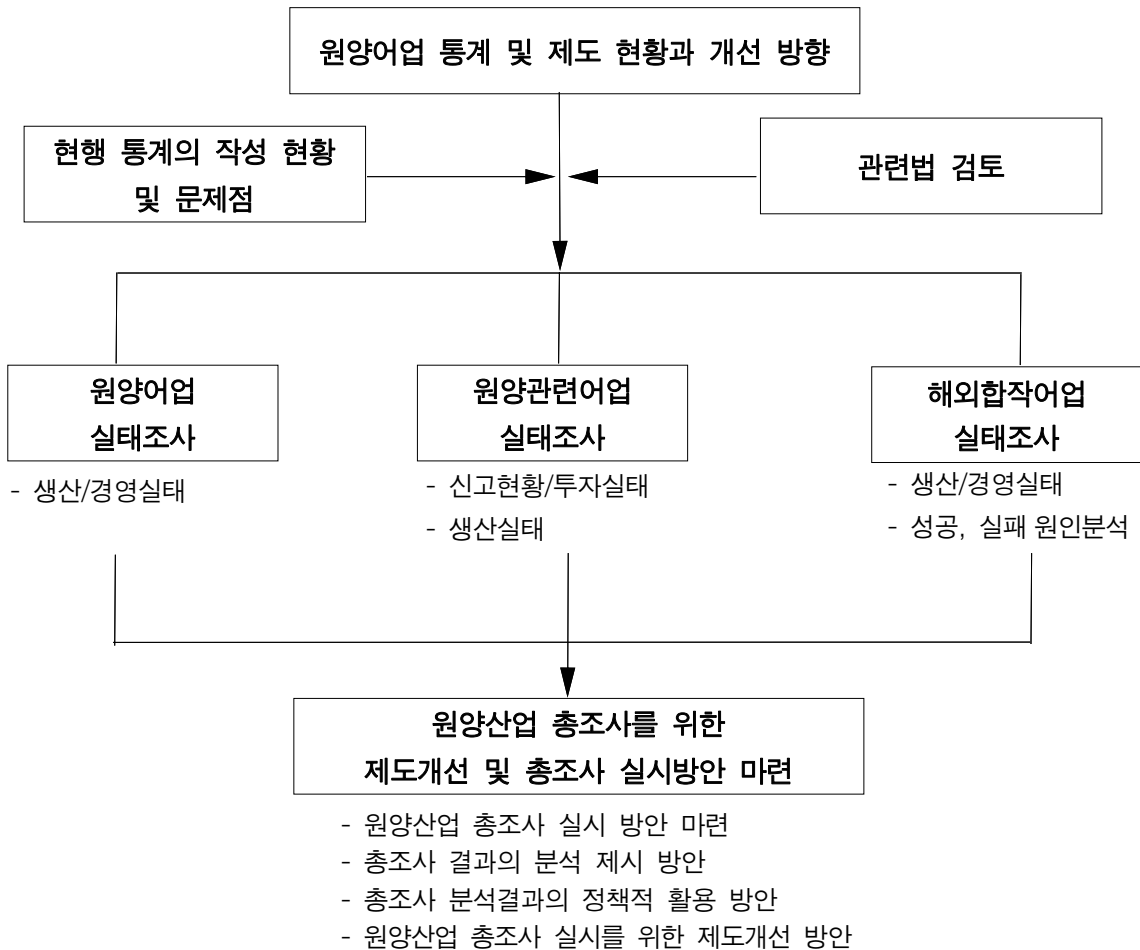 원양어업 통계 및 제도 현황과 개선 방향
현행 통계의 작성 현황
및 문제점
관련법 검토
원양어업
실태조사
- 생산/경영실태
원양관련어업
실태조사
- 신고현황/투자실태
- 생산실태
해외합작어업
실태조사
- 생산/경영실태
- 성공, 실패 원인분석
원양산업 총조사를 위한
제도개선 및 총조사 실시방안 마련
- 원양산업 총조사 실시 방안 마련
- 총조사 결과의 분석 제시 방안
- 총조사 분석결과의 정책적 활용 방안
- 원양산업 총조사 실시를 위한 제도개선 방안